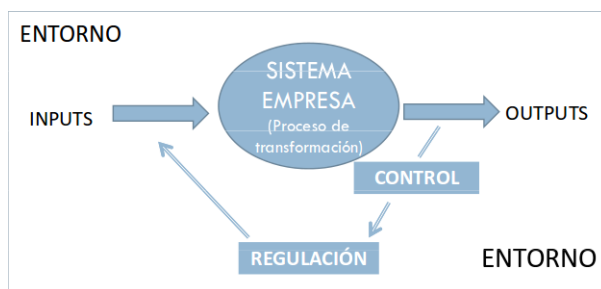 ENTORNO
SISTEMA
EMPRESA
(Proceso de
transformación)
INPUTS
OUTPUTS
CONTROL
REGULACIÓN
ENTORNO